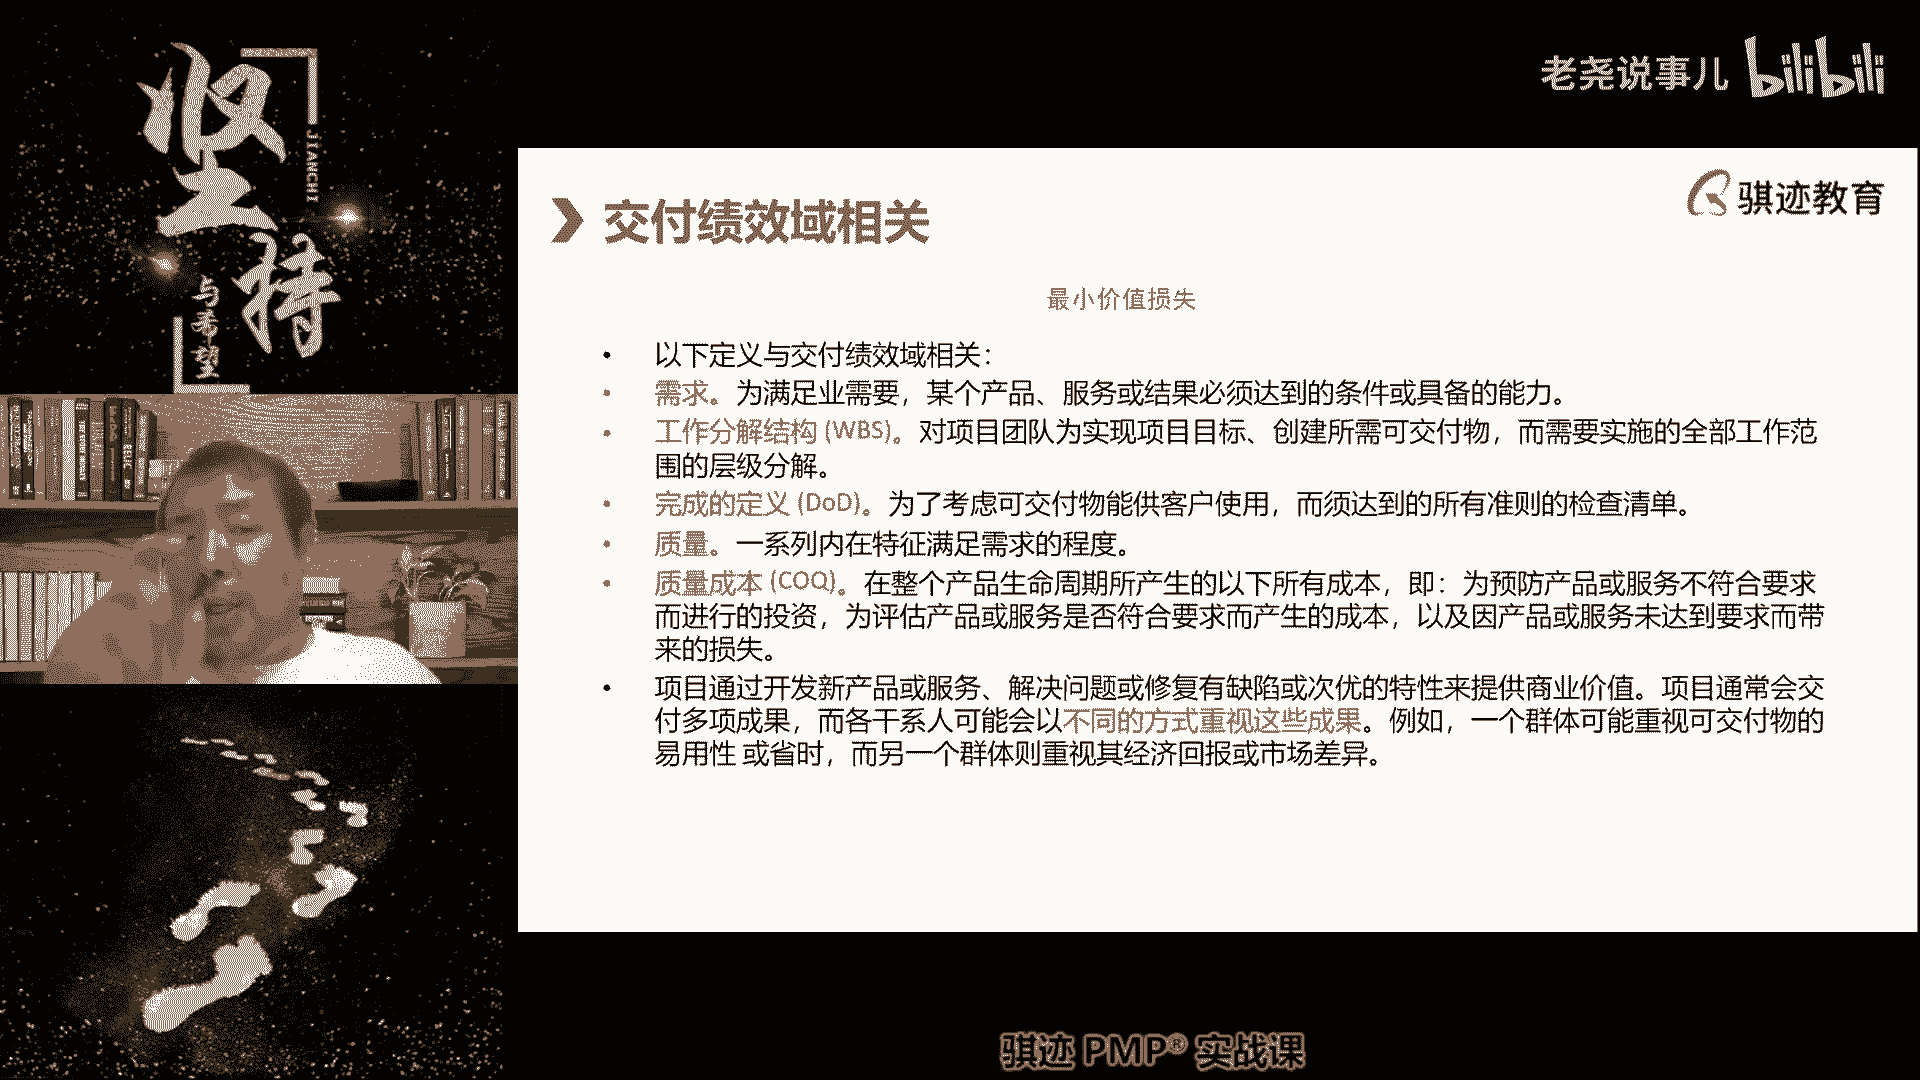 坚
持
JIANCHI
与
希
望
老尧说事儿 bilibili
骐迹教育
交付绩效域相关
最小价值损失
• 以下定义与交付绩效域相关：
• 需求。为满足业需要，某个产品、服务或结果必须达到的条件或具备的能力。
• 工作分解结构 (WBS)。对项目团队为实现项目目标、创建所需可交付物，而需要实施的全部工作范
围的层级分解。
• 完成的定义 (DoD)。为了考虑可交付物能供客户使用，而须达到的所有准则的检查清单。
• 质量。一系列内在特征满足需求的程度。
• 质量成本 (COQ)。在整个产品生命周期所产生的以下所有成本，即：为预防产品或服务不符合要求
而进行的投资，为评估产品或服务是否符合要求而产生的成本，以及因产品或服务未达到要求而带
来的损失。
• 项目通过开发新产品或服务、解决问题或修复有缺陷或次优的特性来提供商业价值。项目通常会交
付多项成果，而各干系人可能会以不同的方式重视这些成果。例如，一个群体可能重视可交付物的
易用性 或省时，而另一个群体则重视其经济回报或市场差异。
骐迹 PMP® 实战课